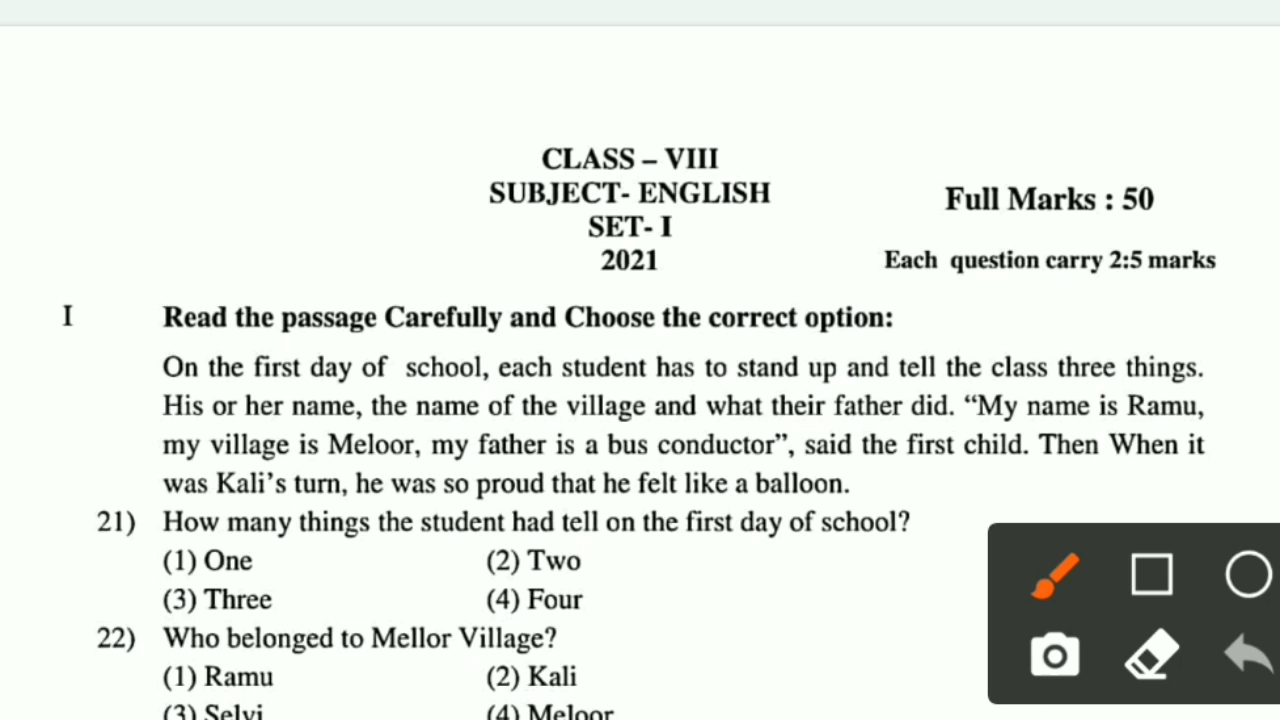 CLASS – VIII
SUBJECT- ENGLISH
Full Marks : 50
SET- I
2021
Each question carry 2:5 marks
I Read the passage Carefully and Choose the correct option:
On the first day of school, each student has to stand up and tell the class three things.
His or her name, the name of the village and what their father did. “My name is Ramu,
my village is Meloor, my father is a bus conductor”, said the first child. Then When it
was Kali’s turn, he was so proud that he felt like a balloon.
21) How many things the student had tell on the first day of school?
(1) One (2) Two
(3) Three (4) Four
22) Who belonged to Mellor Village?
(1) Ramu (2) Kali
(3) Selvi (4) Meloor